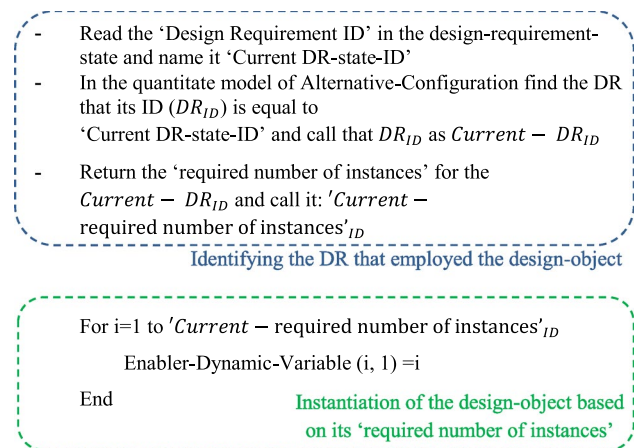 - Read the ‘Design Requirement ID’ in the design-requirement-
state and name it ‘Current DR-state-ID’
- In the quantitate model of Alternative-Configuration find the DR
that its ID (DR_ID) is equal to
‘Current DR-state-ID’ and call that DR_ID as Current − DR_ID
- Return the ‘required number of instances’ for the
Current − DR_ID and call it: ′Current −
required number of instances′_ID
Identifying the DR that employed the design-object
For i=1 to ′Current − required number of instances′_ID
Enabler-Dynamic-Variable (i, 1) =i
End
Instantiation of the design-object based
on its ‘required number of instances’